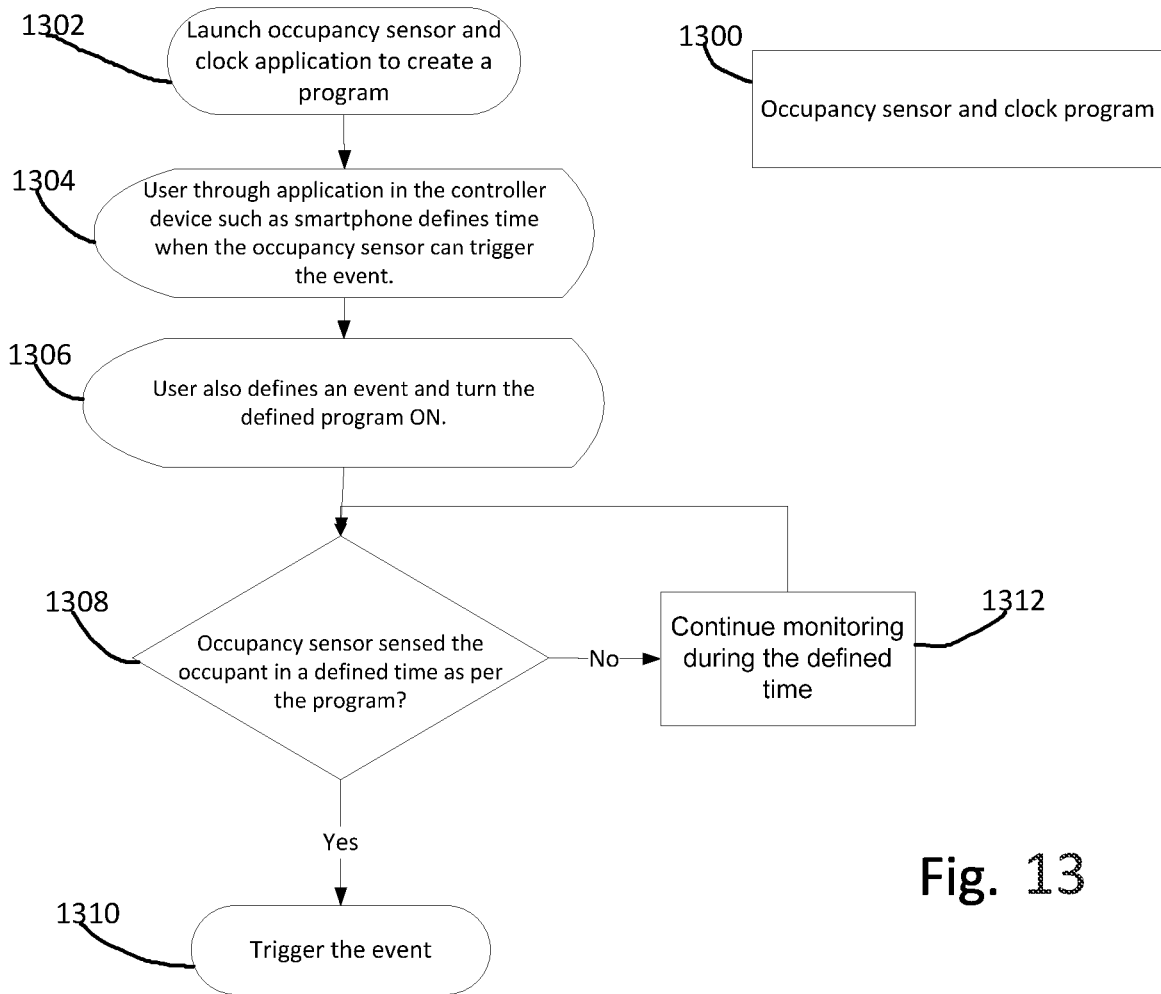 1302
Launch occupancy sensor and
clock application to create a
program
1300
Occupancy sensor and clock program
1304
User through application in the controller
device such as smartphone defines time
when the occupancy sensor can trigger
the event.
1306
User also defines an event and turn the
defined program ON.
1308
Occupancy sensor sensed the
occupant in a defined time as per
the program?
No
Continue monitoring
during the defined
time
1312
Yes
1310
Trigger the event
Fig. 13